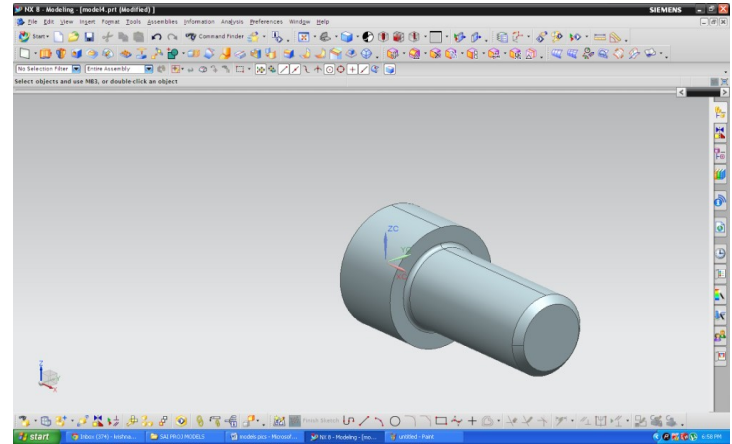 NX 8 - Modeling - [model4.prt (Modified) ]
SIEMENS
File Edit View Insert Format Tools Assemblies Information Analysis Preferences Window Help
Start
Command Finder
No Selection Filter
Entire Assembly
Select objects and use MB3, or double-click an object
ZC
YC
XC
Z
Y
X
Finish Sketch
start
Inbox (374) - krishna...
SAI PROJ MODELS
models pics - Microsof...
NX 8 - Modeling - [mo...
untitled - Paint
6:58 PM